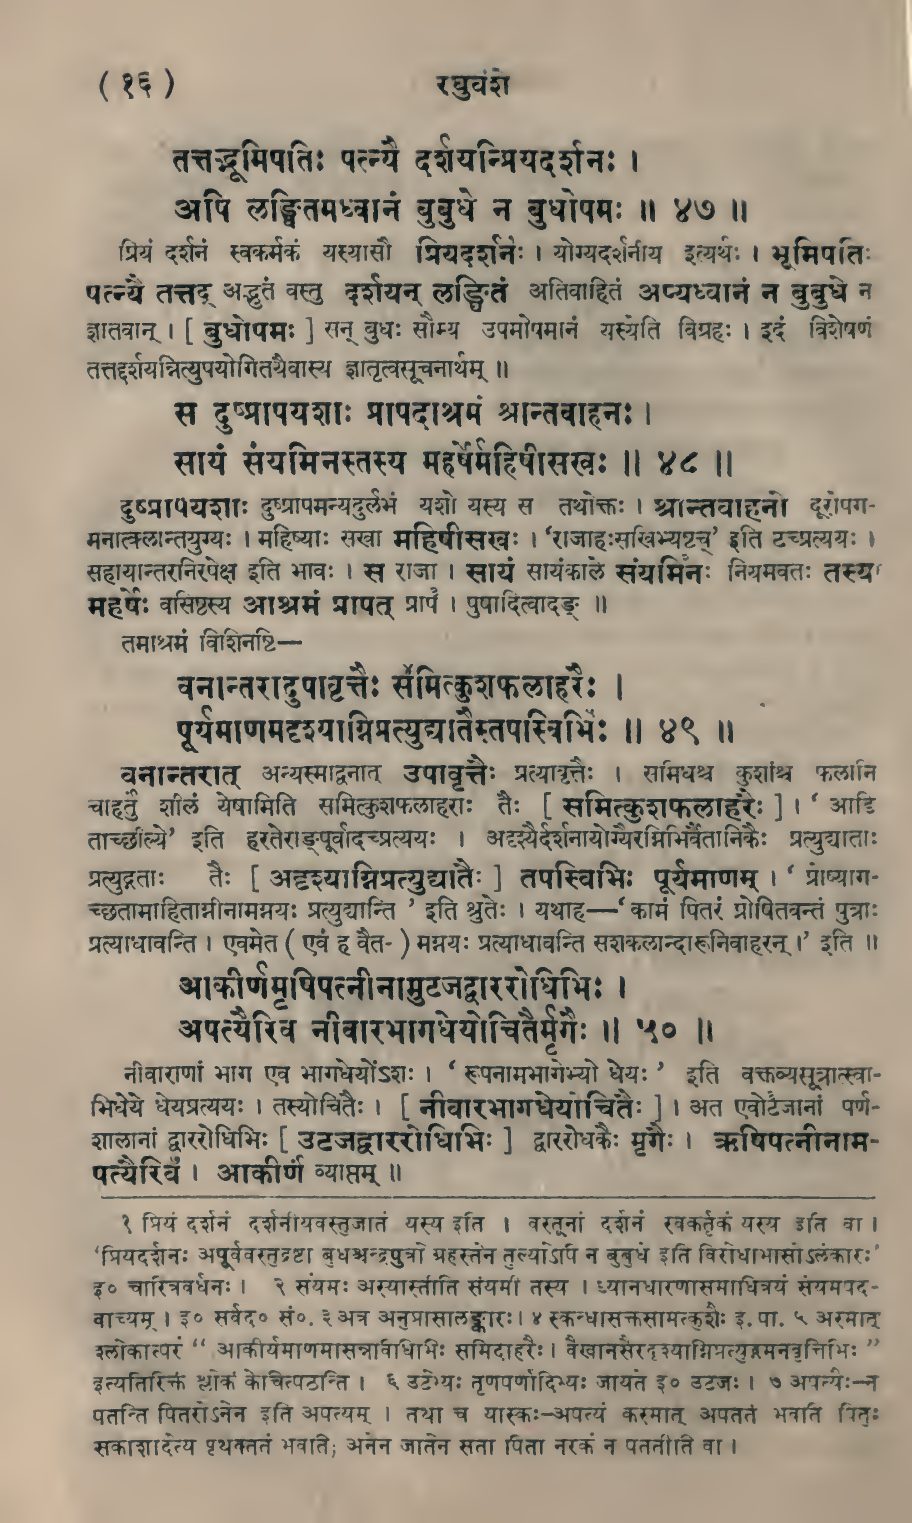 ( १६ ) रघुवंशे
तत्तद्भूमिपतिः पत्न्यै दर्शयन्प्रियदर्शनः ।
अपि लङ्घितमध्वानं बुबुधे न बुधोपमः ॥ ४७ ॥
प्रियं दर्शनं स्वकर्मकं यस्यासौ प्रियदर्शनः । योग्यदर्शनीय इत्यर्थः । भूमिपतिः
पत्न्यै तत्तद् अद्भुतं वस्तु दर्शयन् लङ्घितं अतिवाहितं अप्यध्वानं न बुबुधे न
ज्ञातवान् । [ बुधोपमः ] सन् बुधः सौम्य उपमोपमानं यस्येति विग्रहः । इदं विशेषणं
तत्तद्दर्शयन्नित्युपयोगितयैवास्य ज्ञातृत्वसूचनार्थम् ॥
स दुष्प्रापयशाः प्रापदाश्रमं श्रान्तवाहनः ।
सायं संयमिनस्तस्य महर्षेर्महिषीसखः ॥ ४८ ॥
दुष्प्रापयशाः दुष्प्रापमन्यदुर्लभं यशो यस्य स तथोक्तः । श्रान्तवाहनो दूरोपग-
मनात्क्लान्तयुग्यः । महिष्याः सखा महिषीसखः । ‘राजाहःसखिभ्यष्टच्’ इति टच्प्रत्ययः ।
सहायान्तरनिरपेक्ष इति भावः । स राजा । सायं सायंकाले संयमिनः नियमवतः तस्य
महर्षेः वसिष्ठस्य आश्रमं प्रापत् प्राप । पुषादित्वादङ् ॥
तमाश्रमं विशिनष्टि—
वनान्तरादुपावृत्तैः समित्कुशफलाहरैः ।
पूर्यमाणमदृश्याग्निप्रत्युद्यातैस्तपस्विभिः ॥ ४९ ॥
वनान्तरात् अन्यस्माद्वनात् उपावृत्तैः प्रत्यावृत्तैः । समिधश्च कुशांश्च फलानि
चाहर्तुं शीलं येषामिति समित्कुशफलाहराः तैः [ समित्कुशफलाहरैः ] । ‘ आङि
ताच्छील्ये’ इति हरतेराङ्पूर्वादच्प्रत्ययः । अदृश्यैर्दर्शनायोग्यैरग्निभिर्वैतानिकैः प्रत्युद्याताः
प्रत्युद्गताः तैः [ अदृश्याग्निप्रत्युद्यातैः ] तपस्विभिः पूर्यमाणम् । ‘ प्रोष्याग-
च्छतामाहिताग्नीनामग्नयः प्रत्युद्यान्ति ’ इति श्रुतेः । यथाह—‘कामं पितरं प्रोषितवन्तं पुत्राः
प्रत्याधावन्ति । एवमेत ( एवं ह वैत- ) मग्नयः प्रत्याधावन्ति सशकलान्दारूनिवाहरन् ।’ इति ॥
आकीर्णमृषिपत्नीनामुटजद्वाररोधिभिः ।
अपत्यैरिव नीवारभागधेयोचितैर्मृगैः ॥ ५० ॥
नीवाराणां भाग एव भागधेयोंऽशः । ‘ रूपनामभागेभ्यो धेयः ’ इति वक्तव्यसूत्रात्स्वा-
भिधेये धेयप्रत्ययः । तस्योचितैः । [ नीवारभागधेयोचितैः ] । अत एवोटजानां पर्ण-
शालानां द्वाररोधिभिः [ उटजद्वाररोधिभिः ] द्वाररोधकैः मृगैः । ऋषिपत्नीनाम-
पत्यैरिव । आकीर्णं व्याप्तम् ॥
१ प्रियं दर्शनं दर्शनीयवस्तुजातं यस्य इति । वस्तूनां दर्शनं स्वकर्तृकं यस्य इति वा ।
‘प्रियदर्शनः अपूर्ववस्तुद्रष्टा बुधश्चन्द्रपुत्रो ग्रहस्तेन तुल्योऽपि न बुबुधे इति विरोधाभासोऽलंकारः’
इ० चारित्रवर्धनः । २ संयमः अस्यास्तीति संयमी तस्य । ध्यानधारणासमाधित्रयं संयमपद-
वाच्यम् । इ० सर्वद० सं०. ३ अत्र अनुप्रासालङ्कारः। ४ स्कन्धासक्तसामत्कुशैः इ. पा. ५ अस्मात्
श्लोकात्परं “ आकीर्यमाणमासन्नावीधिभिः समिदाहरैः । वैखानसैरदृश्याग्निप्रत्युद्गमनवृत्तिभिः ”
इत्यतिरिक्तं श्लोकं केचित्पठन्ति । ६ उटेभ्यः तृणपर्णादिभ्यः जायते इ० उटजः । ७ अपत्यैः–न
पतन्ति पितरोऽनेन इति अपत्यम् । तथा च यास्कः–अपत्यं कस्मात् अपततं भवति पितुः
सकाशादेत्य पृथक्ततं भवति; अनेन जातेन सता पिता नरकं न पततीति वा ।